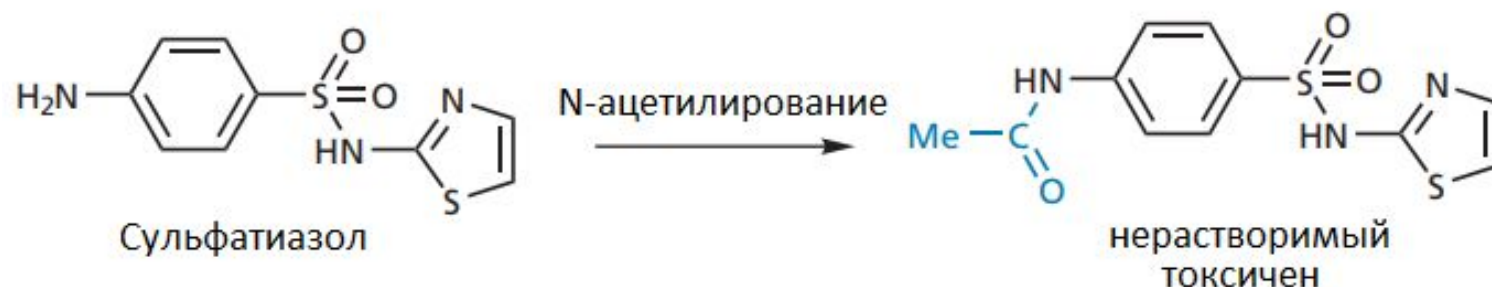 H₂N
S
O
O
HN
N
S
Сульфатиазол
N-ацетилирование
Me
C
O
HN
S
O
O
HN
N
S
нерастворимый
токсичен